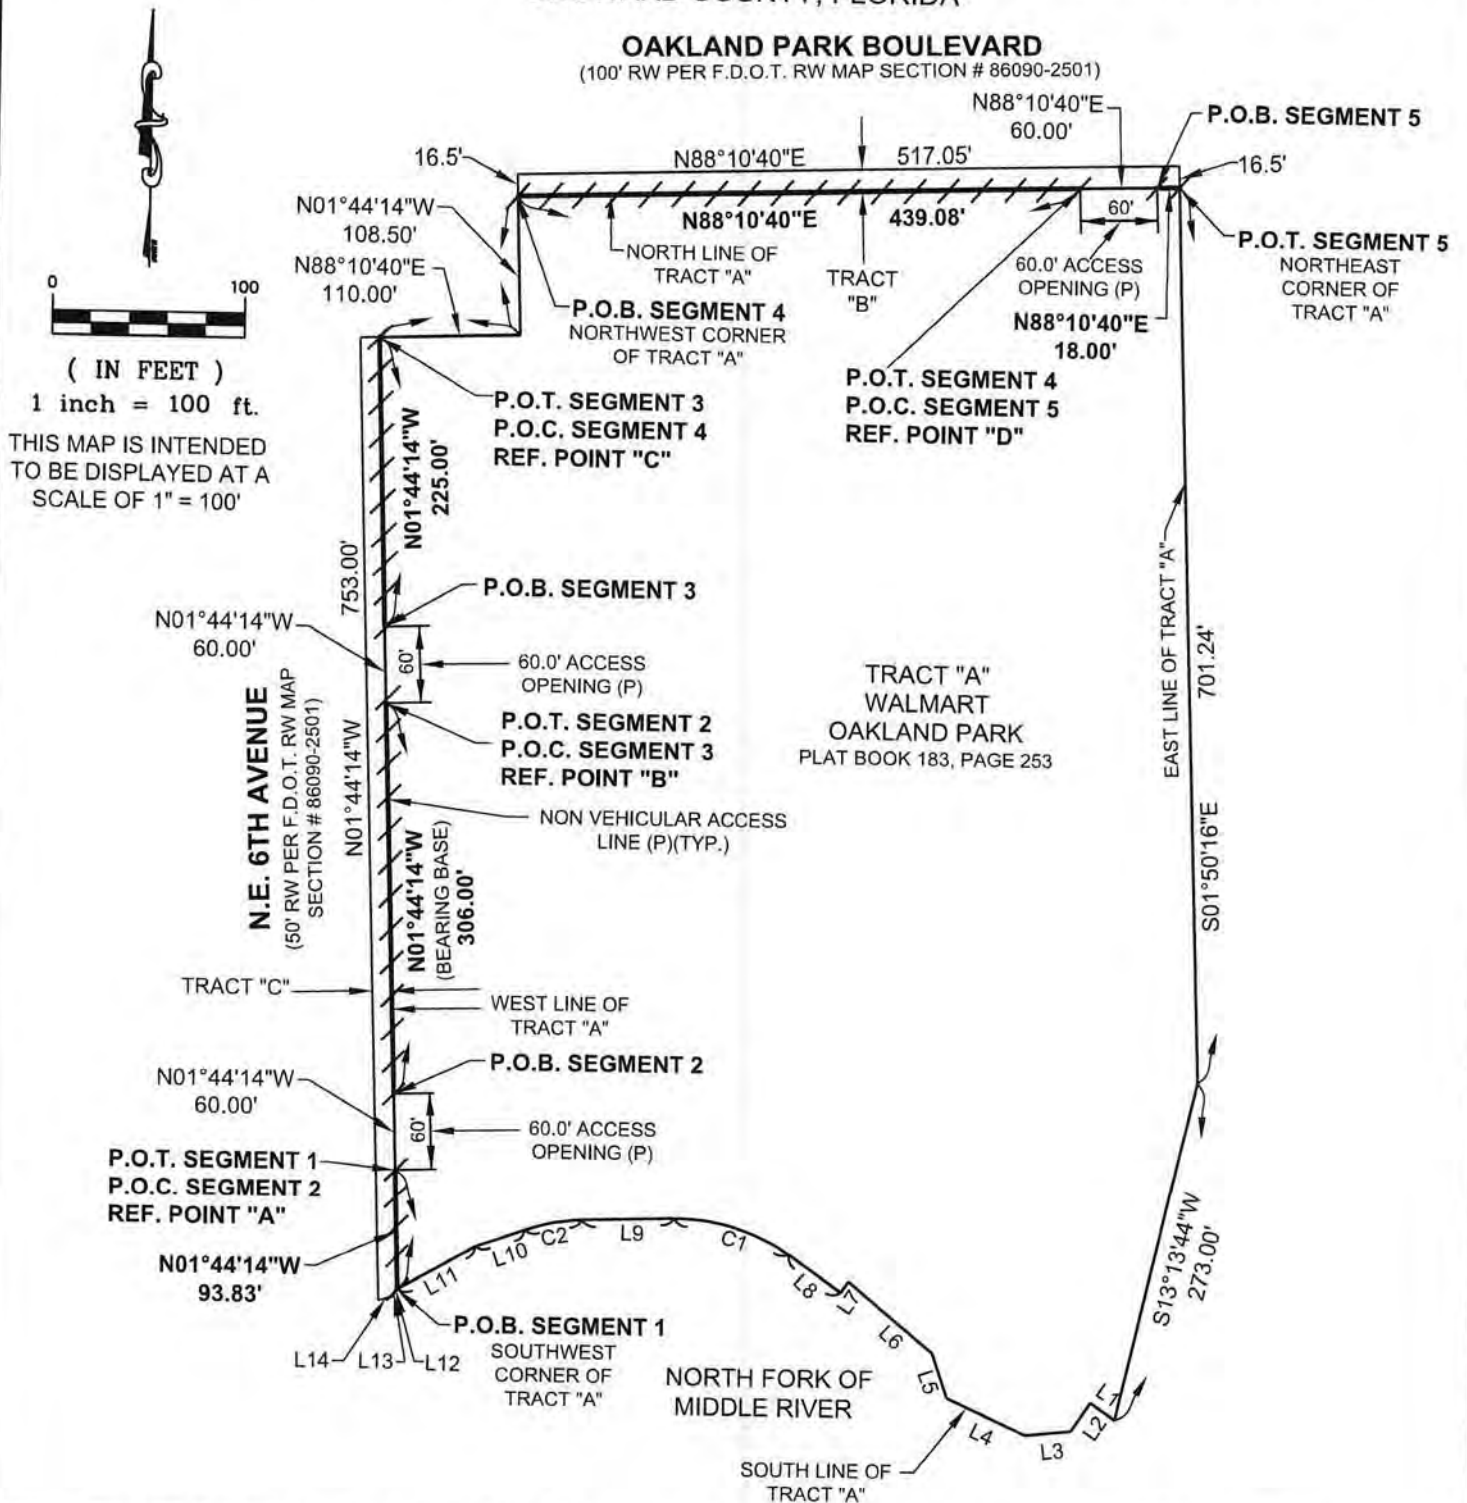 COUNTY, FLORIDA
OAKLAND PARK BOULEVARD
(100' RW PER F.D.O.T. RW MAP SECTION # 86090-2501)
N88°10'40"E
60.00'
P.O.B. SEGMENT 5
16.5'
N88°10'40"E 517.05'
16.5'
N01°44'14"W
108.50'
N88°10'40"E 439.08'
60'
NORTH LINE OF
TRACT "A"
TRACT
"B"
60.0' ACCESS
OPENING (P)
P.O.T. SEGMENT 5
NORTHEAST
CORNER OF
TRACT "A"
N88°10'40"E
110.00'
0 100
( IN FEET )
1 inch = 100 ft.
THIS MAP IS INTENDED
TO BE DISPLAYED AT A
SCALE OF 1" = 100'
P.O.B. SEGMENT 4
NORTHWEST CORNER
OF TRACT "A"
N88°10'40"E
18.00'
P.O.T. SEGMENT 3
P.O.C. SEGMENT 4
REF. POINT "C"
P.O.T. SEGMENT 4
P.O.C. SEGMENT 5
REF. POINT "D"
N01°44'14"W
225.00'
753.00'
N01°44'14"W
P.O.B. SEGMENT 3
N01°44'14"W
60.00'
60'
60.0' ACCESS
OPENING (P)
N.E. 6TH AVENUE
(50' RW PER F.D.O.T. RW MAP
SECTION # 86090-2501)
P.O.T. SEGMENT 2
P.O.C. SEGMENT 3
REF. POINT "B"
TRACT "A"
WALMART
OAKLAND PARK
PLAT BOOK 183, PAGE 253
EAST LINE OF TRACT "A"
701.24'
S01°50'16"E
NON VEHICULAR ACCESS
LINE (P)(TYP.)
N01°44'14"W
(BEARING BASE)
306.00'
TRACT "C"
WEST LINE OF
TRACT "A"
P.O.B. SEGMENT 2
N01°44'14"W
60.00'
60'
60.0' ACCESS
OPENING (P)
P.O.T. SEGMENT 1
P.O.C. SEGMENT 2
REF. POINT "A"
N01°44'14"W
93.83'
L11
L10
C2
L9
C1
L8
L7
L6
L5
L4
L3
L2
L1
S13°13'44"W
273.00'
L14
L13
L12
P.O.B. SEGMENT 1
SOUTHWEST
CORNER OF
TRACT "A"
NORTH FORK OF
MIDDLE RIVER
SOUTH LINE OF
TRACT "A"